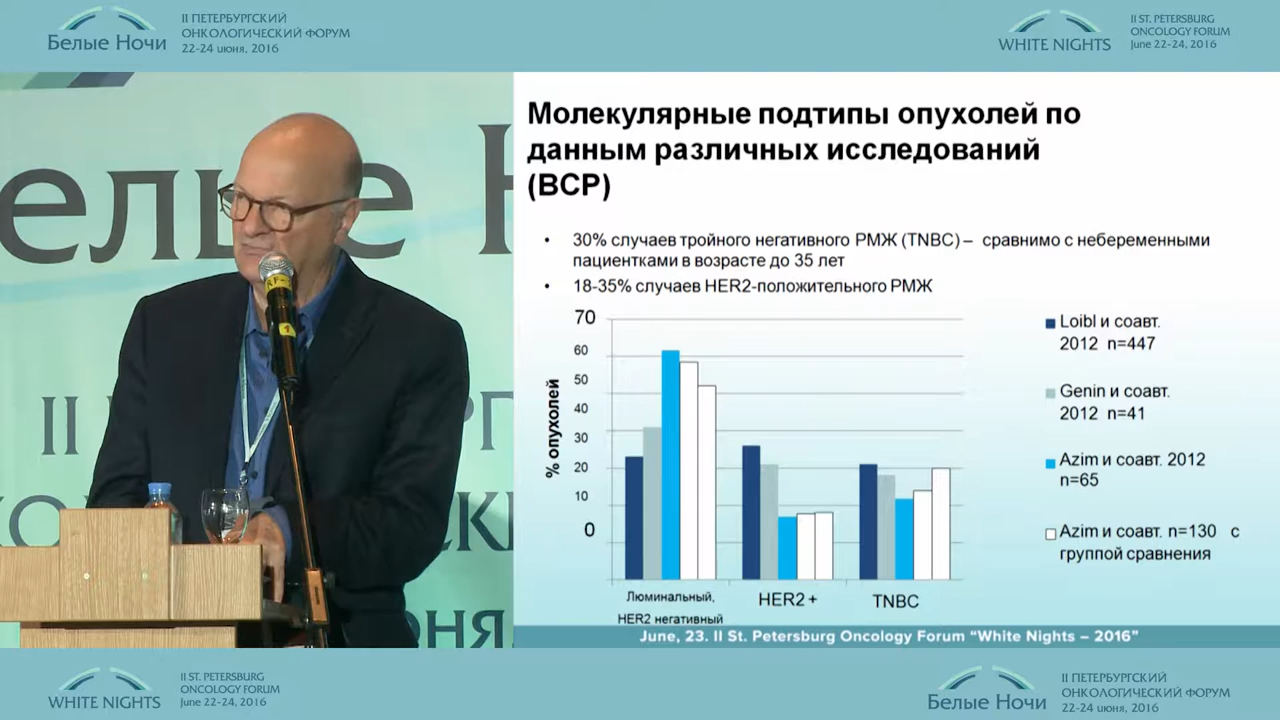 II ПЕТЕРБУРГСКИЙ
ОНКОЛОГИЧЕСКИЙ ФОРУМ
Белые Ночи
22-24 июня, 2016
II ST. PETERSBURG
ONCOLOGY FORUM
WHITE NIGHTS
June 22-24, 2016
Молекулярные подтипы опухолей по
данным различных исследований
(BCP)
• 30% случаев тройного негативного РМЖ (TNBC) – сравнимо с небеременными
пациентками в возрасте до 35 лет
• 18-35% случаев HER2-положительного РМЖ
% опухолей
70
60
50
40
30
20
10
0
Люминальный,
HER2 негативный
HER2 +
TNBC
Loibl и соавт.
2012 n=447
Genin и соавт.
2012 n=41
Azim и соавт. 2012
n=65
Azim и соавт. n=130 с
группой сравнения
June, 23. II St. Petersburg Oncology Forum “White Nights – 2016”
WHITE NIGHTS
II ST. PETERSBURG
ONCOLOGY FORUM
June 22-24, 2016
Белые Ночи
II ПЕТЕРБУРГСКИЙ
ОНКОЛОГИЧЕСКИЙ ФОРУМ
22-24 июня, 2016